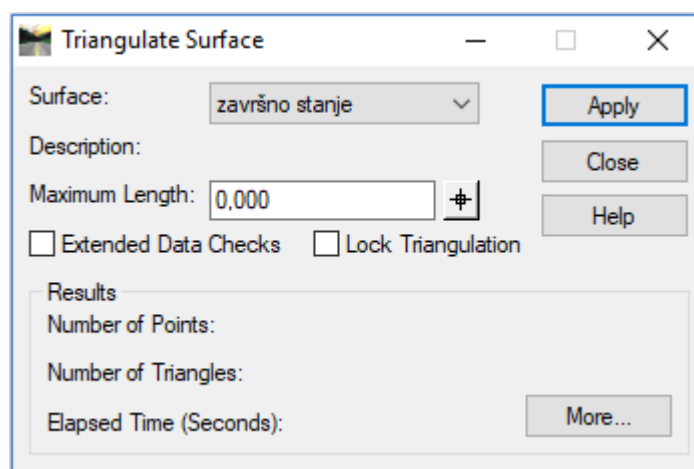 Triangulate Surface
Surface: završno stanje Apply
Description: Close
Maximum Length: 0,000 Help
Extended Data Checks Lock Triangulation
Results
Number of Points:
Number of Triangles:
Elapsed Time (Seconds): More...